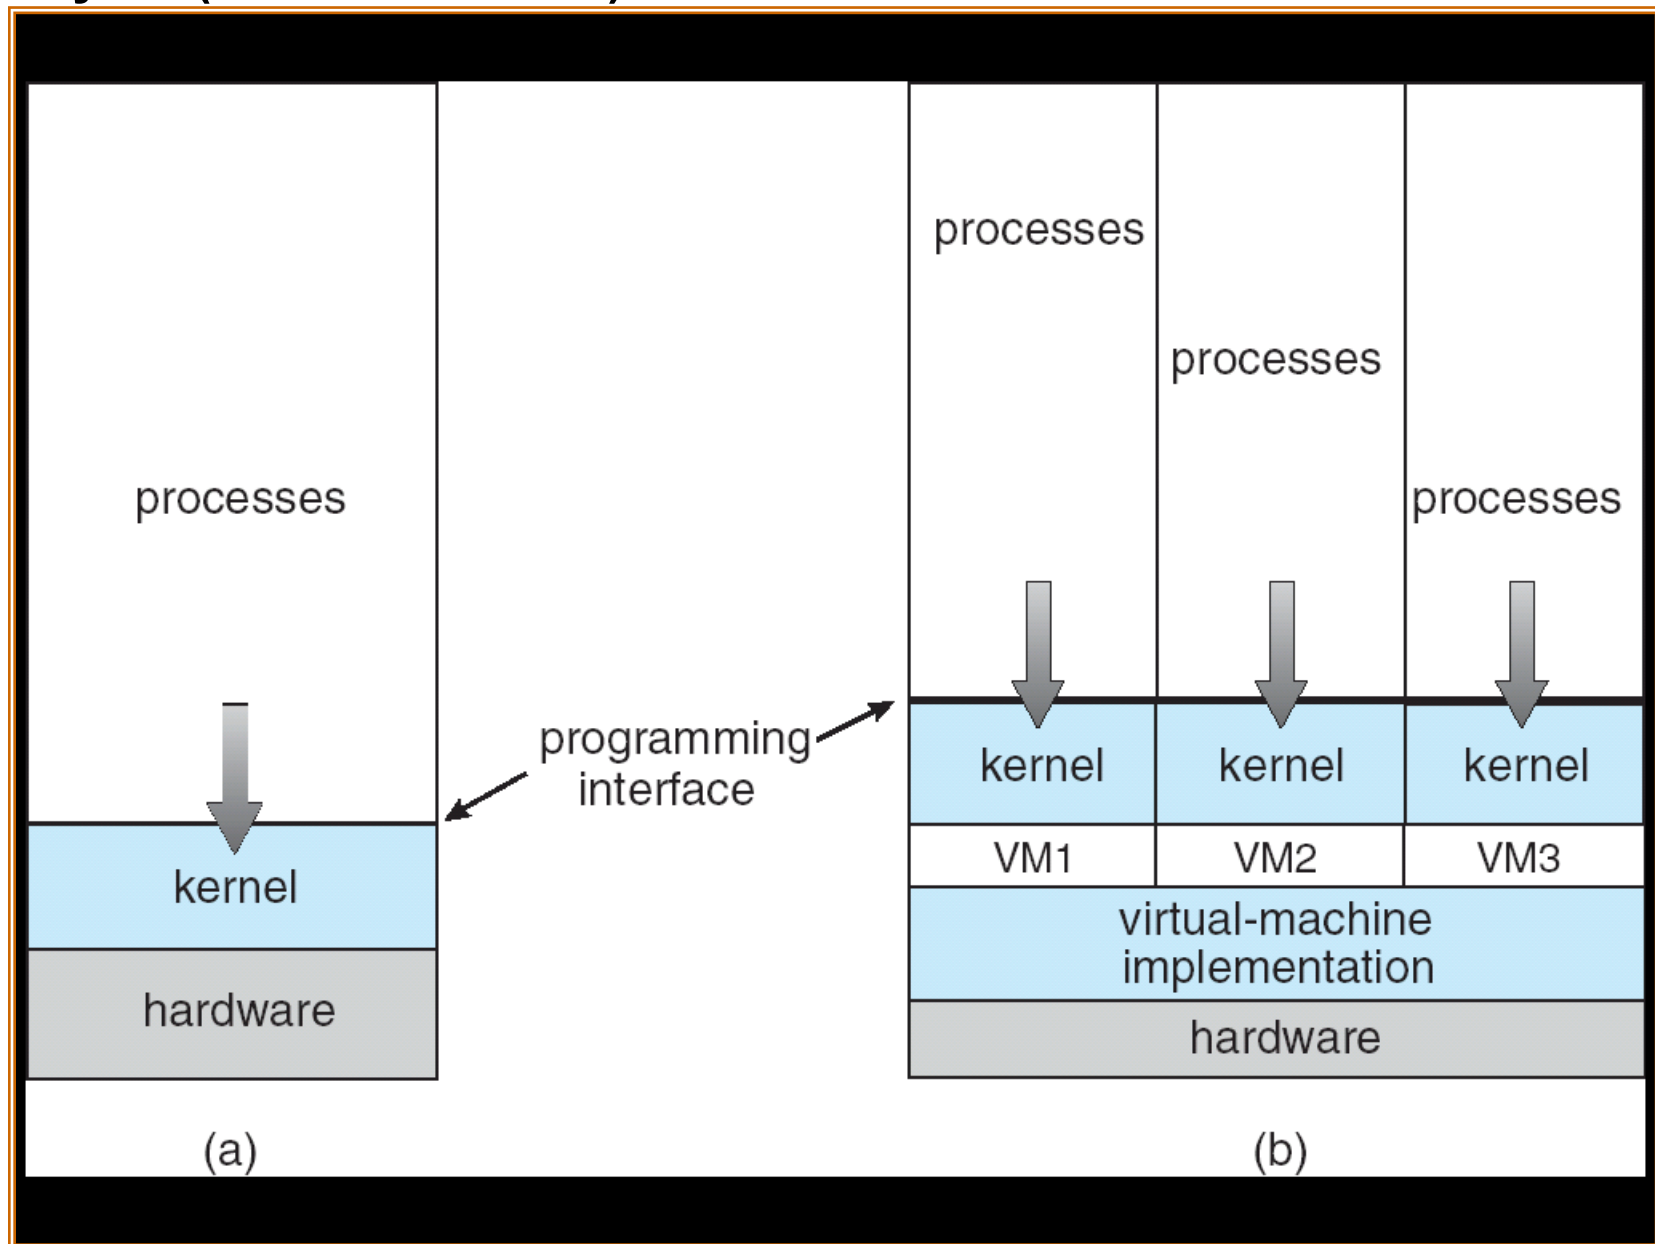 processes
kernel
hardware
(a)
programming
interface
processes
processes
processes
kernel
kernel
kernel
VM1
VM2
VM3
virtual-machine
implementation
hardware
(b)